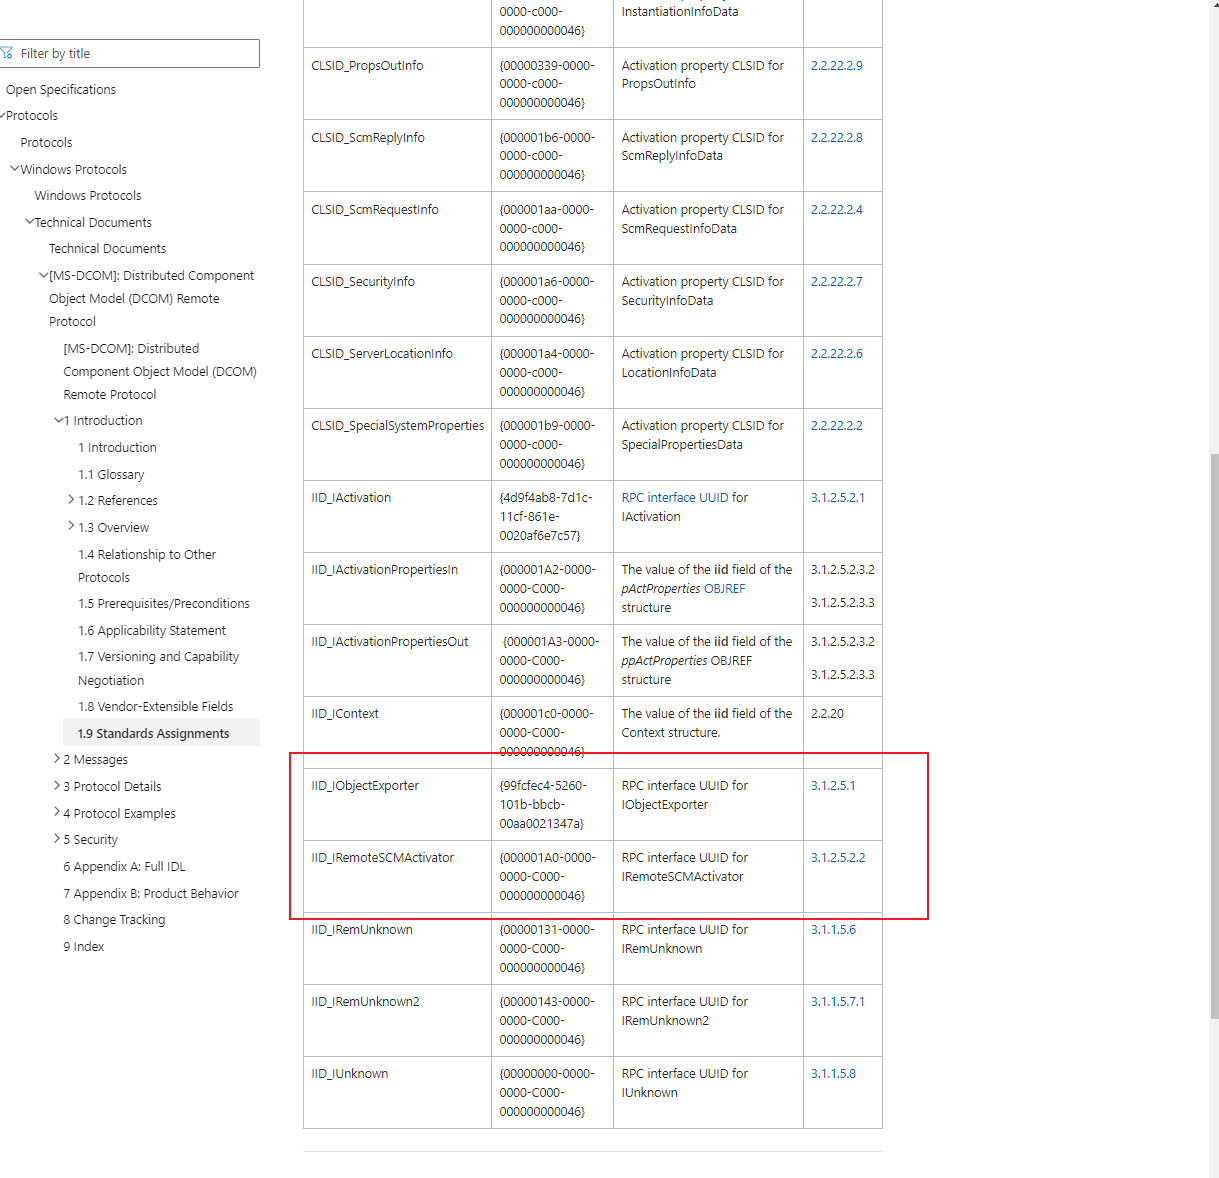 Filter by title
Open Specifications
Protocols
Protocols
Windows Protocols
Windows Protocols
Technical Documents
Technical Documents
[MS-DCOM]: Distributed Component
Object Model (DCOM) Remote
Protocol
[MS-DCOM]: Distributed
Component Object Model (DCOM)
Remote Protocol
1 Introduction
1 Introduction
1.1 Glossary
1.2 References
1.3 Overview
1.4 Relationship to Other
Protocols
1.5 Prerequisites/Preconditions
1.6 Applicability Statement
1.7 Versioning and Capability
Negotiation
1.8 Vendor-Extensible Fields
1.9 Standards Assignments
2 Messages
3 Protocol Details
4 Protocol Examples
5 Security
6 Appendix A: Full IDL
7 Appendix B: Product Behavior
8 Change Tracking
9 Index
0000-c000-
000000000046}
InstantiationInfoData
CLSID_PropsOutInfo
{00000339-0000-
0000-c000-
000000000046}
Activation property CLSID for
PropsOutInfo
2.2.22.2.9
CLSID_ScmReplyInfo
{000001b6-0000-
0000-c000-
000000000046}
Activation property CLSID for
ScmReplyInfoData
2.2.22.2.8
CLSID_ScmRequestInfo
{000001aa-0000-
0000-c000-
000000000046}
Activation property CLSID for
ScmRequestInfoData
2.2.22.2.4
CLSID_SecurityInfo
{000001a6-0000-
0000-c000-
000000000046}
Activation property CLSID for
SecurityInfoData
2.2.22.2.7
CLSID_ServerLocationInfo
{000001a4-0000-
0000-c000-
000000000046}
Activation property CLSID for
LocationInfoData
2.2.22.2.6
CLSID_SpecialSystemProperties
{000001b9-0000-
0000-c000-
000000000046}
Activation property CLSID for
SpecialPropertiesData
2.2.22.2.2
IID_IActivation
{4d9f4ab8-7d1c-
11cf-861e-
0020af6e7c57}
RPC interface UUID for
IActivation
3.1.2.5.2.1
IID_IActivationPropertiesIn
{000001A2-0000-
0000-C000-
000000000046}
The value of the iid field of the
pActProperties OBJREF
structure
3.1.2.5.2.3.2
3.1.2.5.2.3.3
IID_IActivationPropertiesOut
{000001A3-0000-
0000-C000-
000000000046}
The value of the iid field of the
ppActProperties OBJREF
structure
3.1.2.5.2.3.2
3.1.2.5.2.3.3
IID_IContext
{000001c0-0000-
0000-C000-
000000000046}
The value of the iid field of the
Context structure.
2.2.20
IID_IObjectExporter
{99fcfec4-5260-
101b-bbcb-
00aa0021347a}
RPC interface UUID for
IObjectExporter
3.1.2.5.1
IID_IRemoteSCMActivator
{000001A0-0000-
0000-C000-
000000000046}
RPC interface UUID for
IRemoteSCMActivator
3.1.2.5.2.2
IID_IRemUnknown
{00000131-0000-
0000-C000-
000000000046}
RPC interface UUID for
IRemUnknown
3.1.1.5.6
IID_IRemUnknown2
{00000143-0000-
0000-C000-
000000000046}
RPC interface UUID for
IRemUnknown2
3.1.1.5.7.1
IID_IUnknown
{00000000-0000-
0000-C000-
000000000046}
RPC interface UUID for
IUnknown
3.1.1.5.8